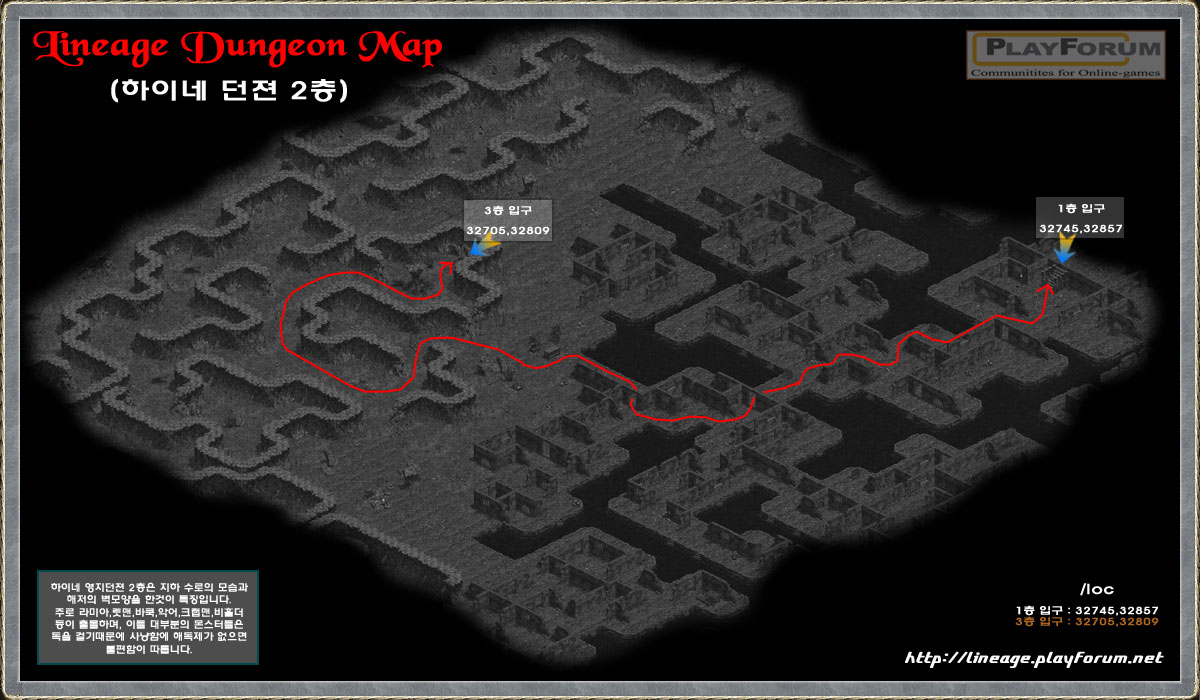 Lineage Dungeon Map
(하이네 던젼 2층)
PLAYFORUM
Communitites for Online-games
3층 입구
32705,32809
1층 입구
32745,32857
하이네 영지던젼 2층은 지하 수로의 모습과
해저의 벽모양을 한것이 특징입니다.
주로 라미아,랫맨,바쿡,악어,크랩맨,비홀더
등이 출몰하며, 이들 대부분의 몬스터들은
독을 걸기때문에 사냥함에 해독제가 없으면
불편함이 따릅니다.
/loc
1층 입구 : 32745,32857
3층 입구 : 32705,32809
http://lineage.playforum.net